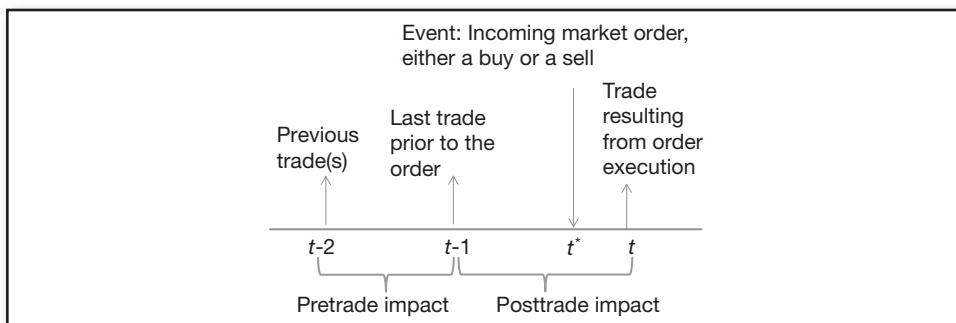 Event: Incoming market order,
either a buy or a sell
Previous
trade(s)
Last trade
prior to the
order
Trade
resulting
from order
execution
t-2
t-1
t*
t
Pretrade impact
Posttrade impact